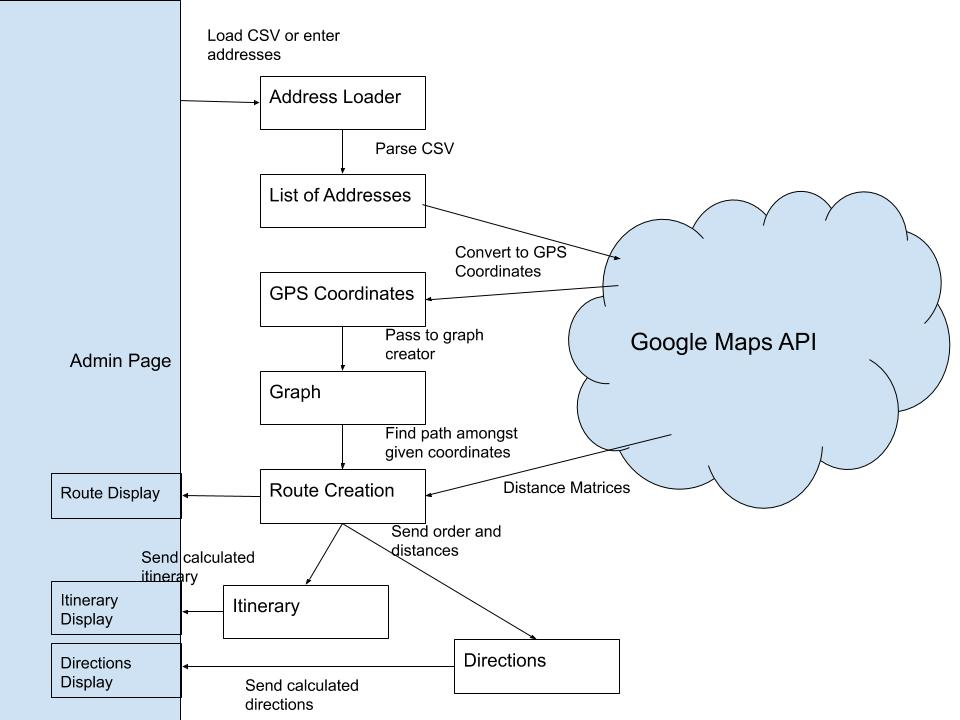 Load CSV or enter
addresses
Address Loader
Parse CSV
List of Addresses
Convert to GPS
Coordinates
GPS Coordinates
Pass to graph
creator
Google Maps API
Admin Page
Graph
Find path amongst
given coordinates
Route Creation
Distance Matrices
Route Display
Send order and
distances
Send calculated
itinerary
Itinerary
Display
Itinerary
Directions
Directions
Display
Send calculated
directions